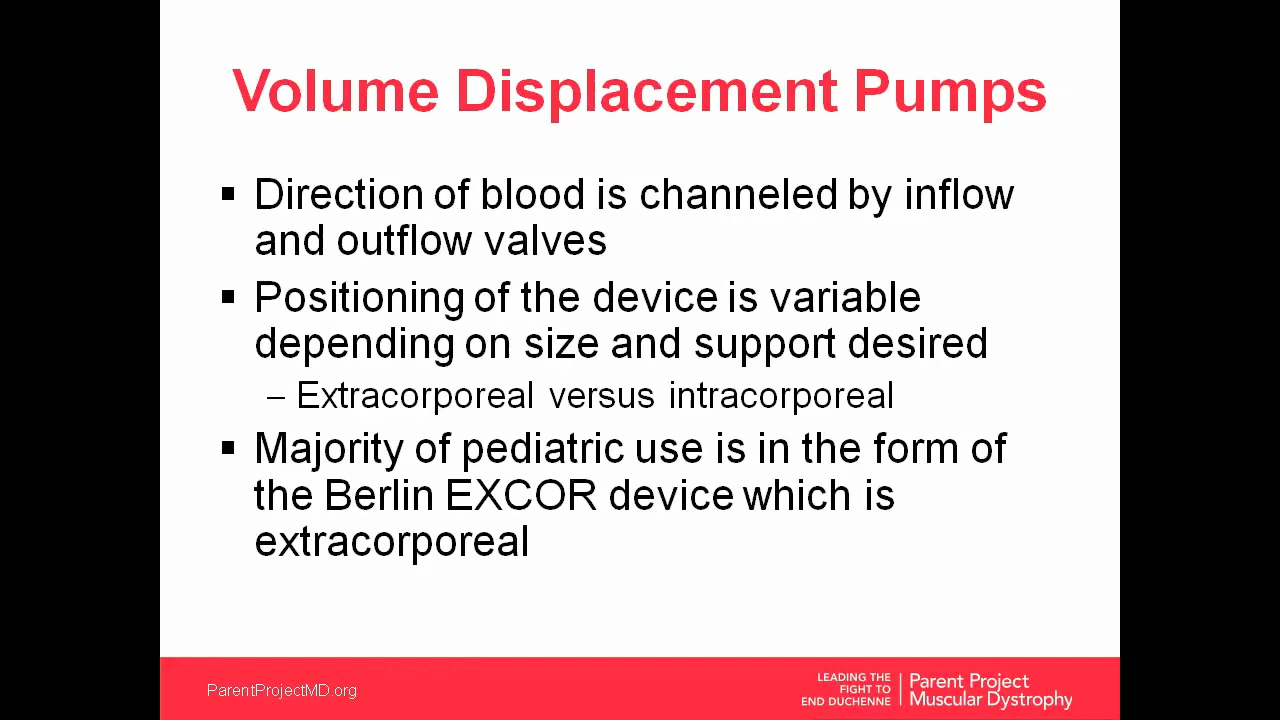 Volume Displacement Pumps
▪ Direction of blood is channeled by inflow
and outflow valves
▪ Positioning of the device is variable
depending on size and support desired
– Extracorporeal versus intracorporeal
▪ Majority of pediatric use is in the form of
the Berlin EXCOR device which is
extracorporeal
ParentProjectMD.org
LEADING THE
FIGHT TO
END DUCHENNE
Parent Project
Muscular Dystrophy